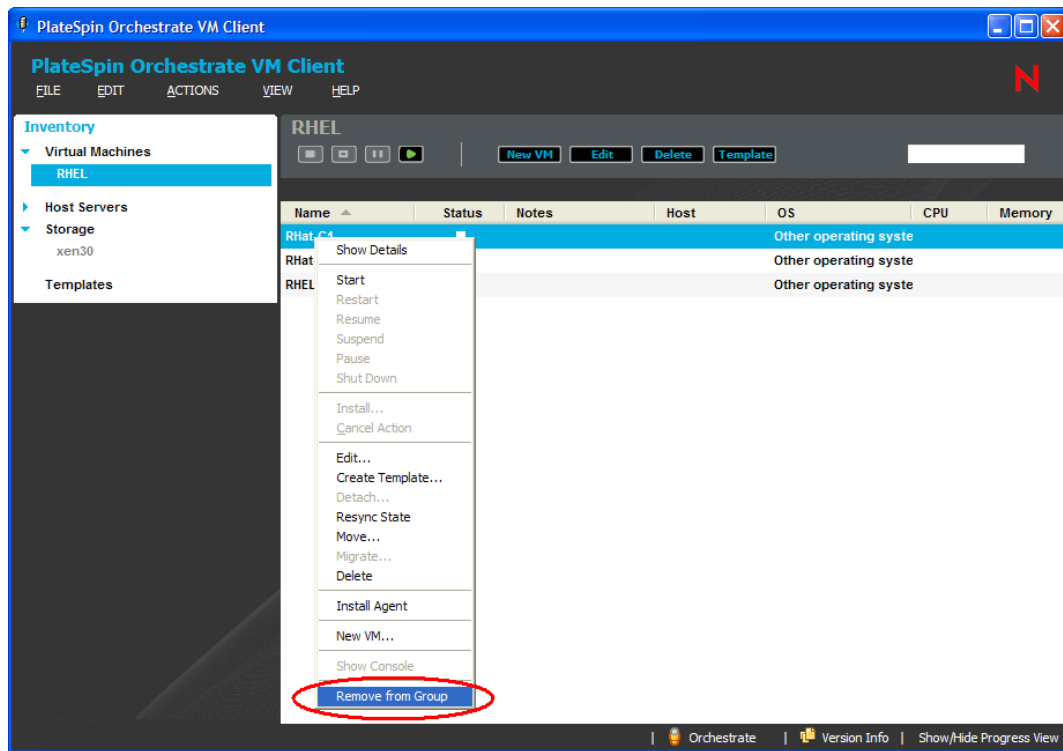 PlateSpin Orchestrate VM Client
PlateSpin Orchestrate VM Client
N
FILE EDIT ACTIONS VIEW HELP
Inventory
Virtual Machines
RHEL
Host Servers
Storage
xen30
Templates
RHEL
New VM Edit Delete Template
Name Status Notes Host OS CPU Memory
RHat-C1 Other operating syste
RHat Other operating syste
RHEL Other operating syste
Show Details
Start
Restart
Resume
Suspend
Pause
Shut Down
Install...
Cancel Action
Edit...
Create Template...
Detach...
Resync State
Move...
Migrate...
Delete
Install Agent
New VM...
Show Console
Remove from Group
| Orchestrate | Version Info | Show/Hide Progress View